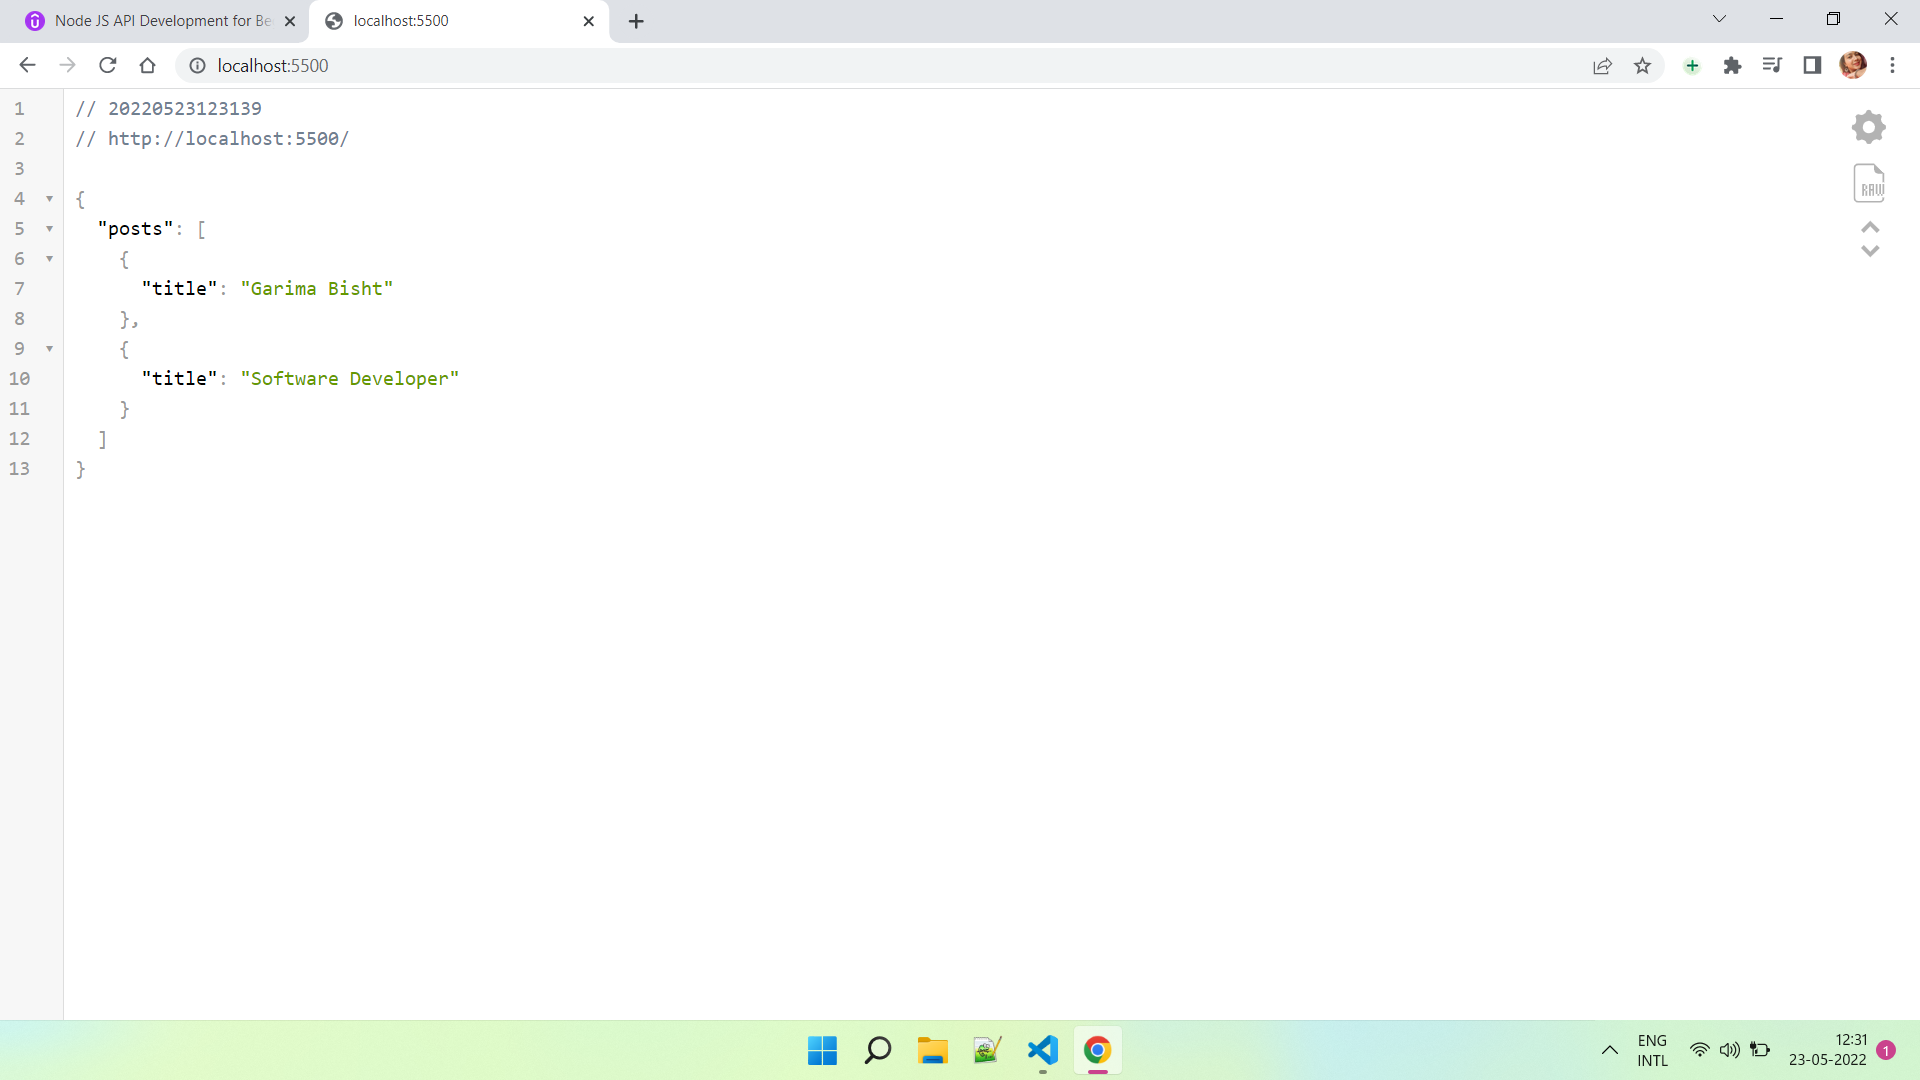 Node JS API Development for Be
localhost:5500
localhost:5500
1 // 20220523123139
2 // http://localhost:5500/
3
4 {
5 "posts": [
6 {
7 "title": "Garima Bisht"
8 },
9 {
10 "title": "Software Developer"
11 }
12 ]
13 }
RAW
ENG
INTL
12:31
23-05-2022
1